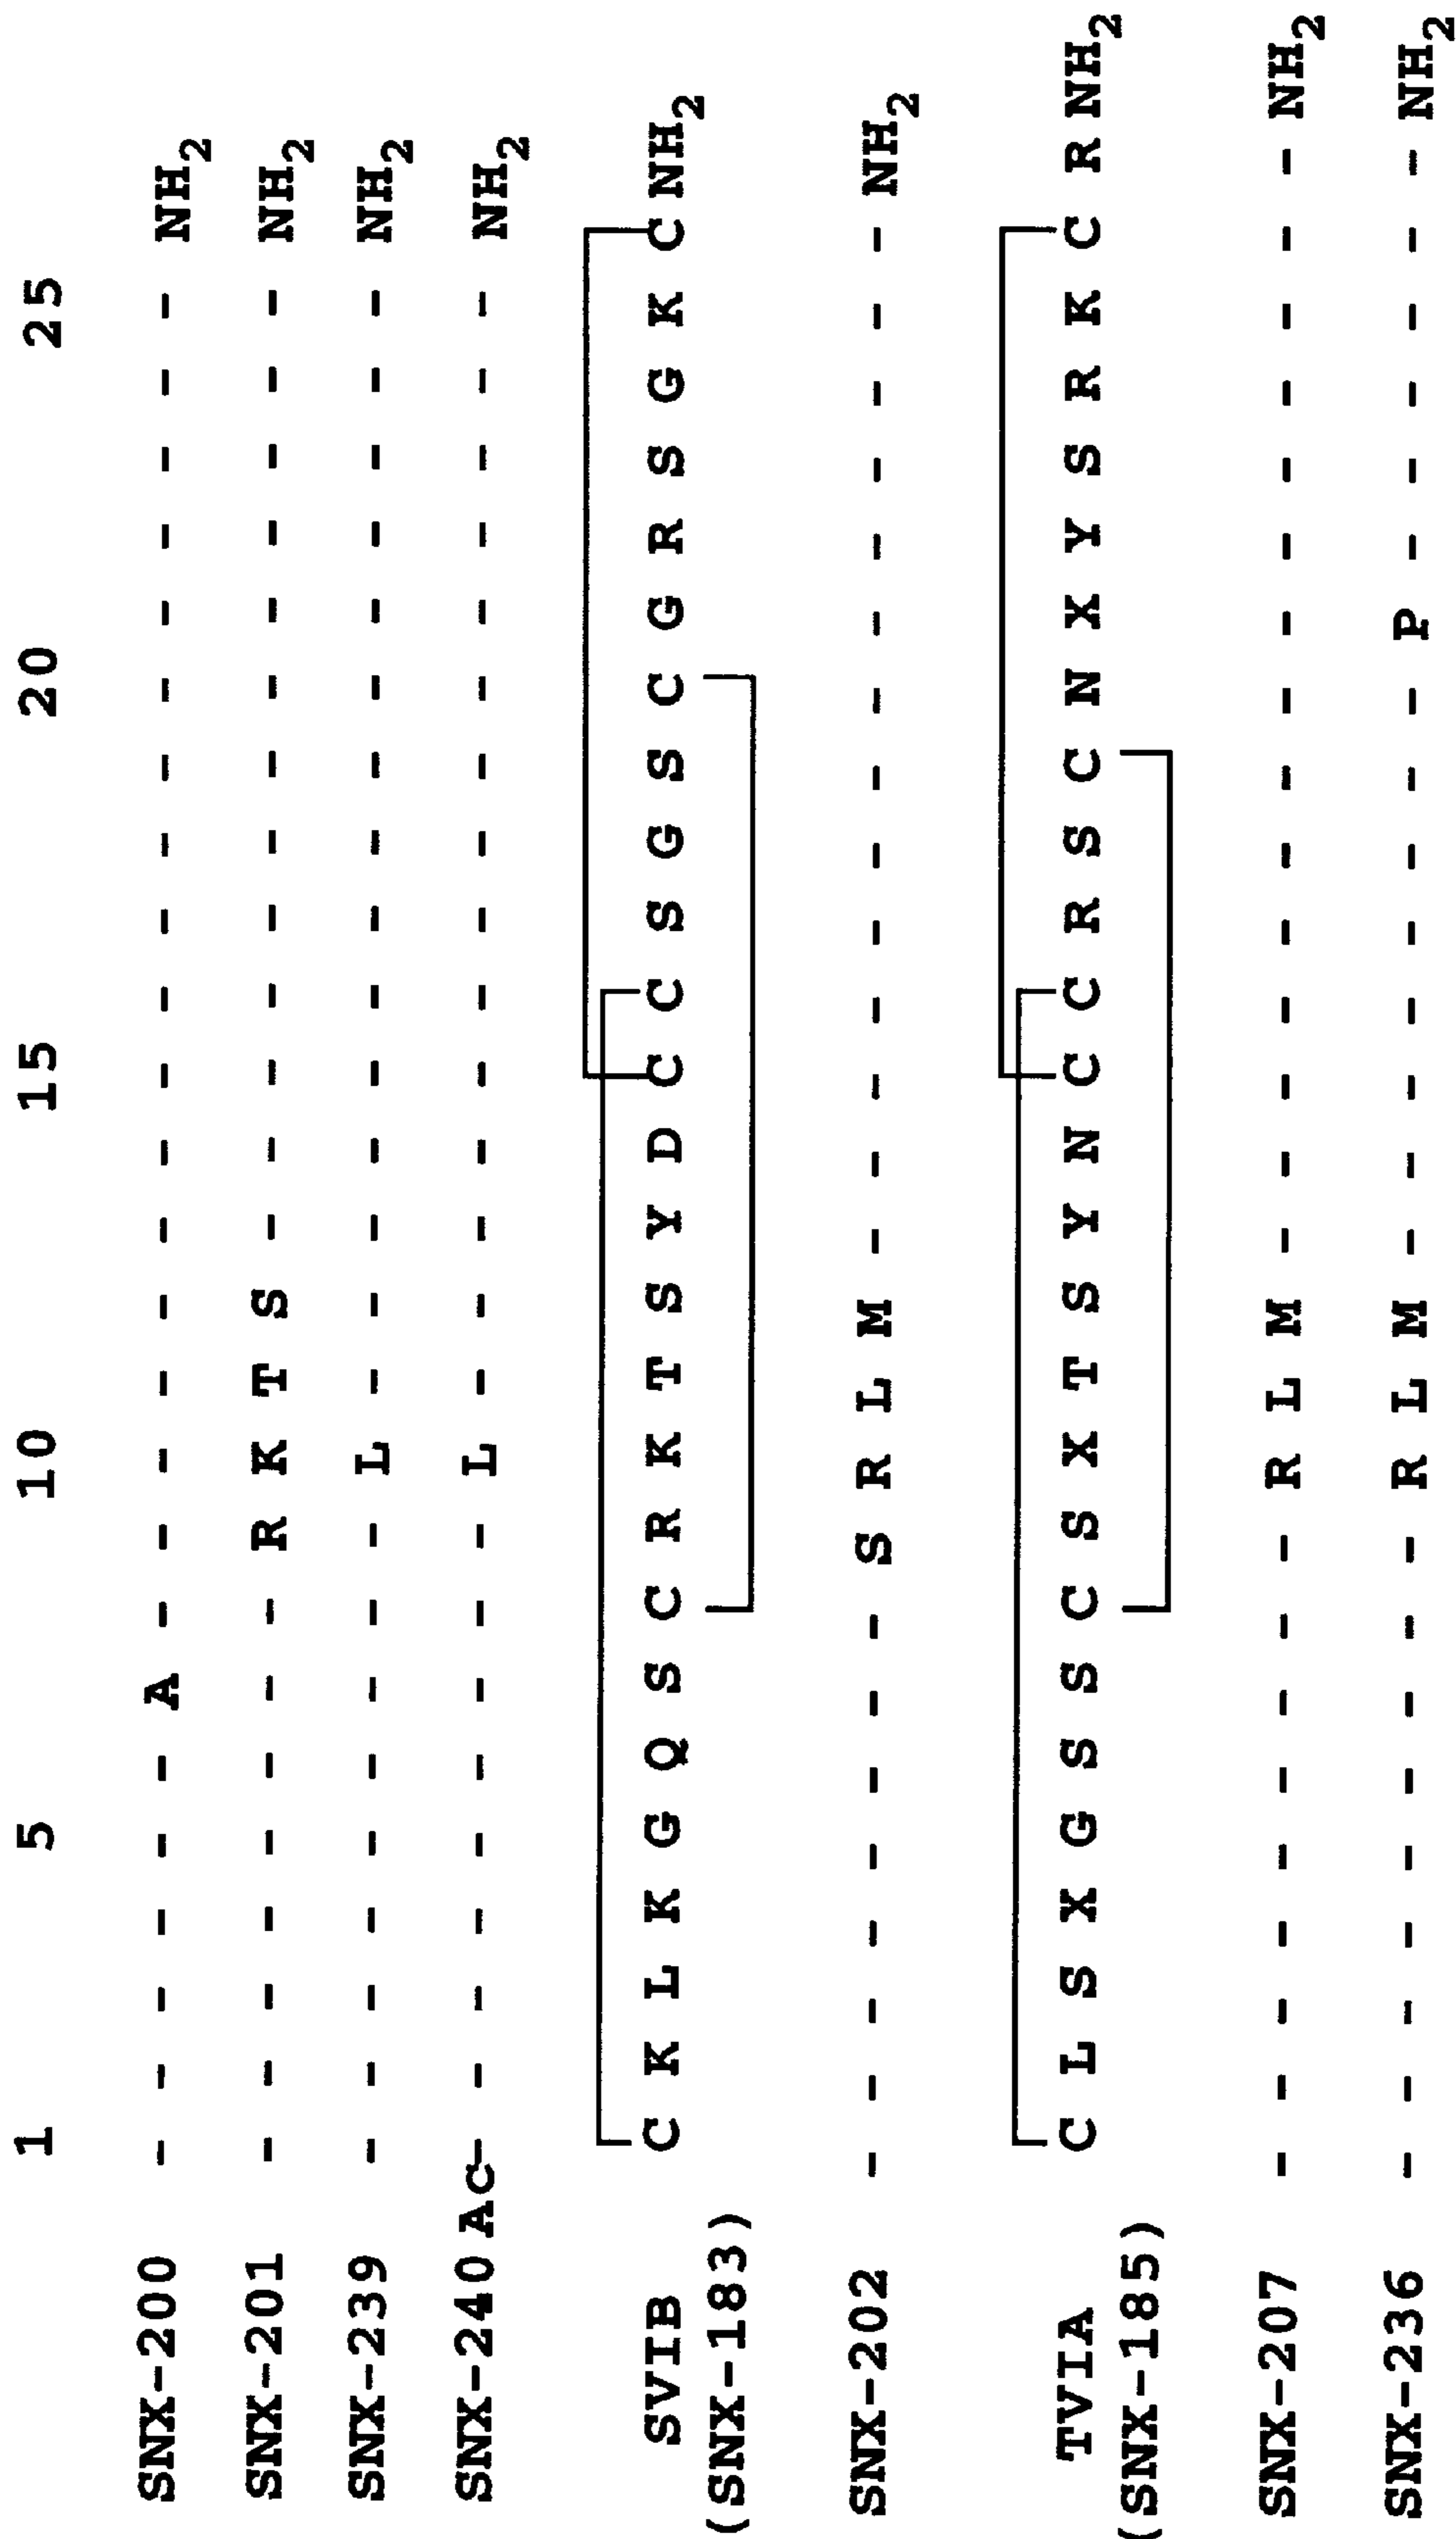 1 5 10 15 20 25
SNX-200 - - - - - - A - - - - - - - - - - - - - - - - - - NH2
SNX-201 - - - - - - - - R K T S - - - - - - - - - - - - - NH2
SNX-239 - - - - - - - - - L - - - - - - - - - - - - - - - NH2
SNX-240 Ac- - - - - - - - - L - - - - - - - - - - - - - - - NH2
SVIB C K L K G Q S C R K T S Y D C C S G S C G R S G K C NH2
(SNX-183)
SNX-202 - - - - - - - - S R L M - - - - - - - - - - - - - - NH2
TVIA C L S X G S S C S X T S Y N C C R S C N X Y S R K C R NH2
(SNX-185)
SNX-207 - - - - - - - - - R L M - - - - - - - - - - - - - - - NH2
SNX-236 - - - - - - - - - R L M - - - - - - - - P - - - - - - NH2